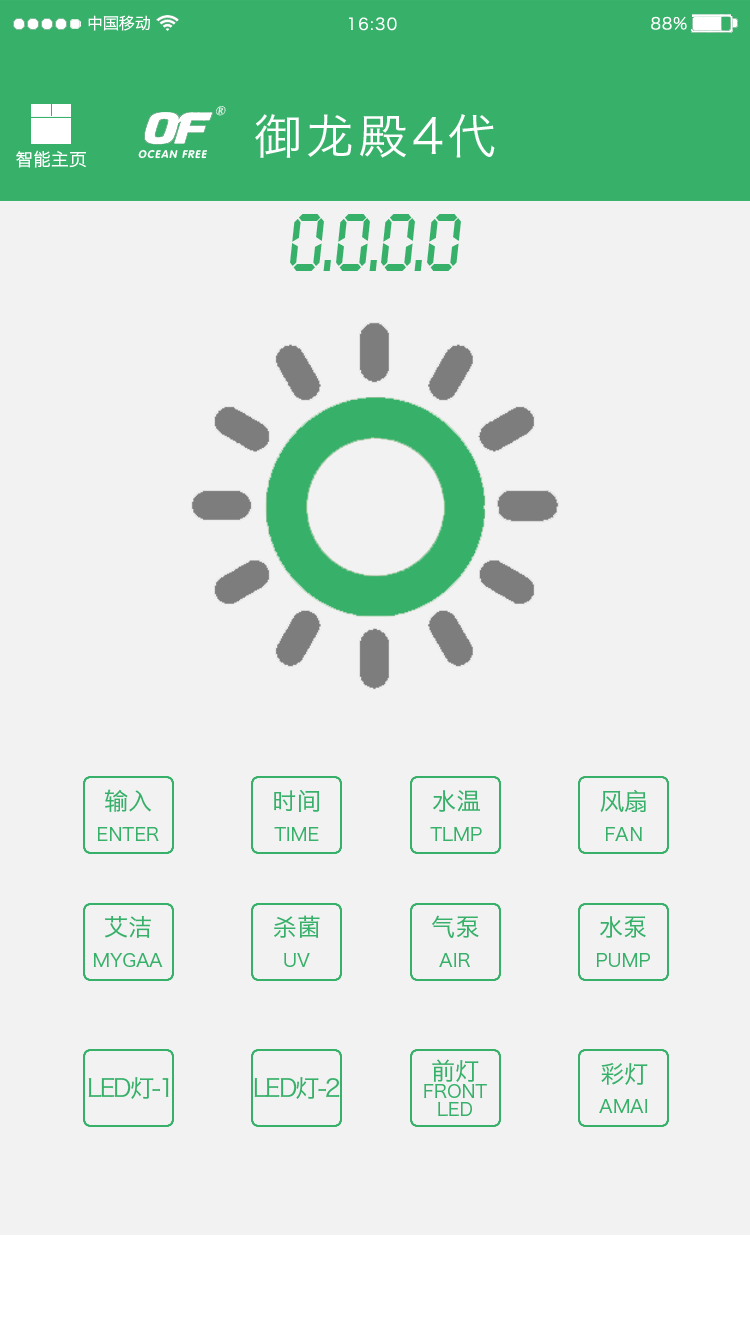 中国移动
16:30
88%
智能主页
OF®
OCEAN FREE
御龙殿4代
0.0.0.0
输入
ENTER
时间
TIME
水温
TLMP
风扇
FAN
艾洁
MYGAA
杀菌
UV
气泵
AIR
水泵
PUMP
LED灯-1
LED灯-2
前灯
FRONT
LED
彩灯
AMAI